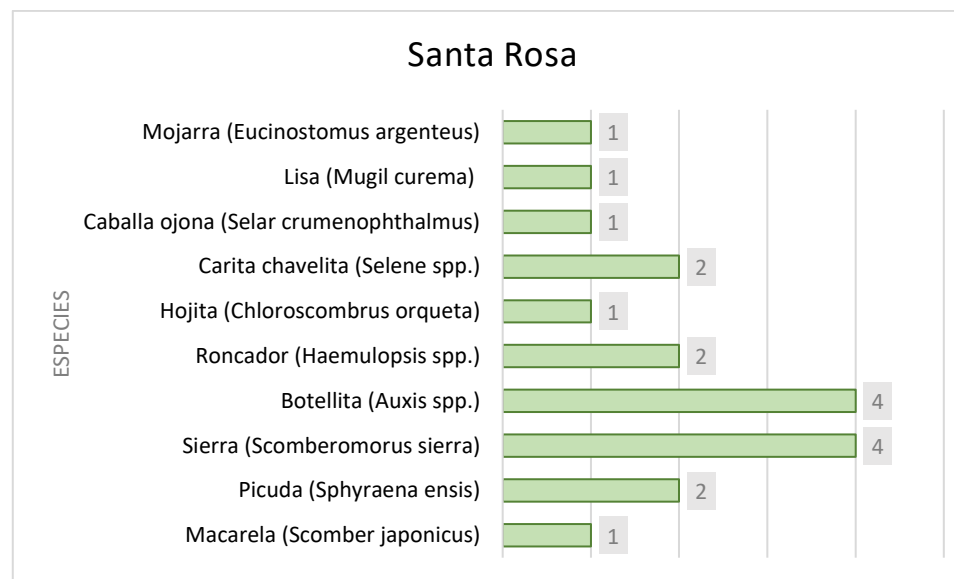 Santa Rosa
ESPECIES
Mojarra (Eucinostomus argenteus) 1
Lisa (Mugil curema) 1
Caballa ojona (Selar crumenophthalmus) 1
Carita chavelita (Selene spp.) 2
Hojita (Chloroscombrus orqueta) 1
Roncador (Haemulopsis spp.) 2
Botellita (Auxis spp.) 4
Sierra (Scomberomorus sierra) 4
Picuda (Sphyraena ensis) 2
Macarela (Scomber japonicus) 1